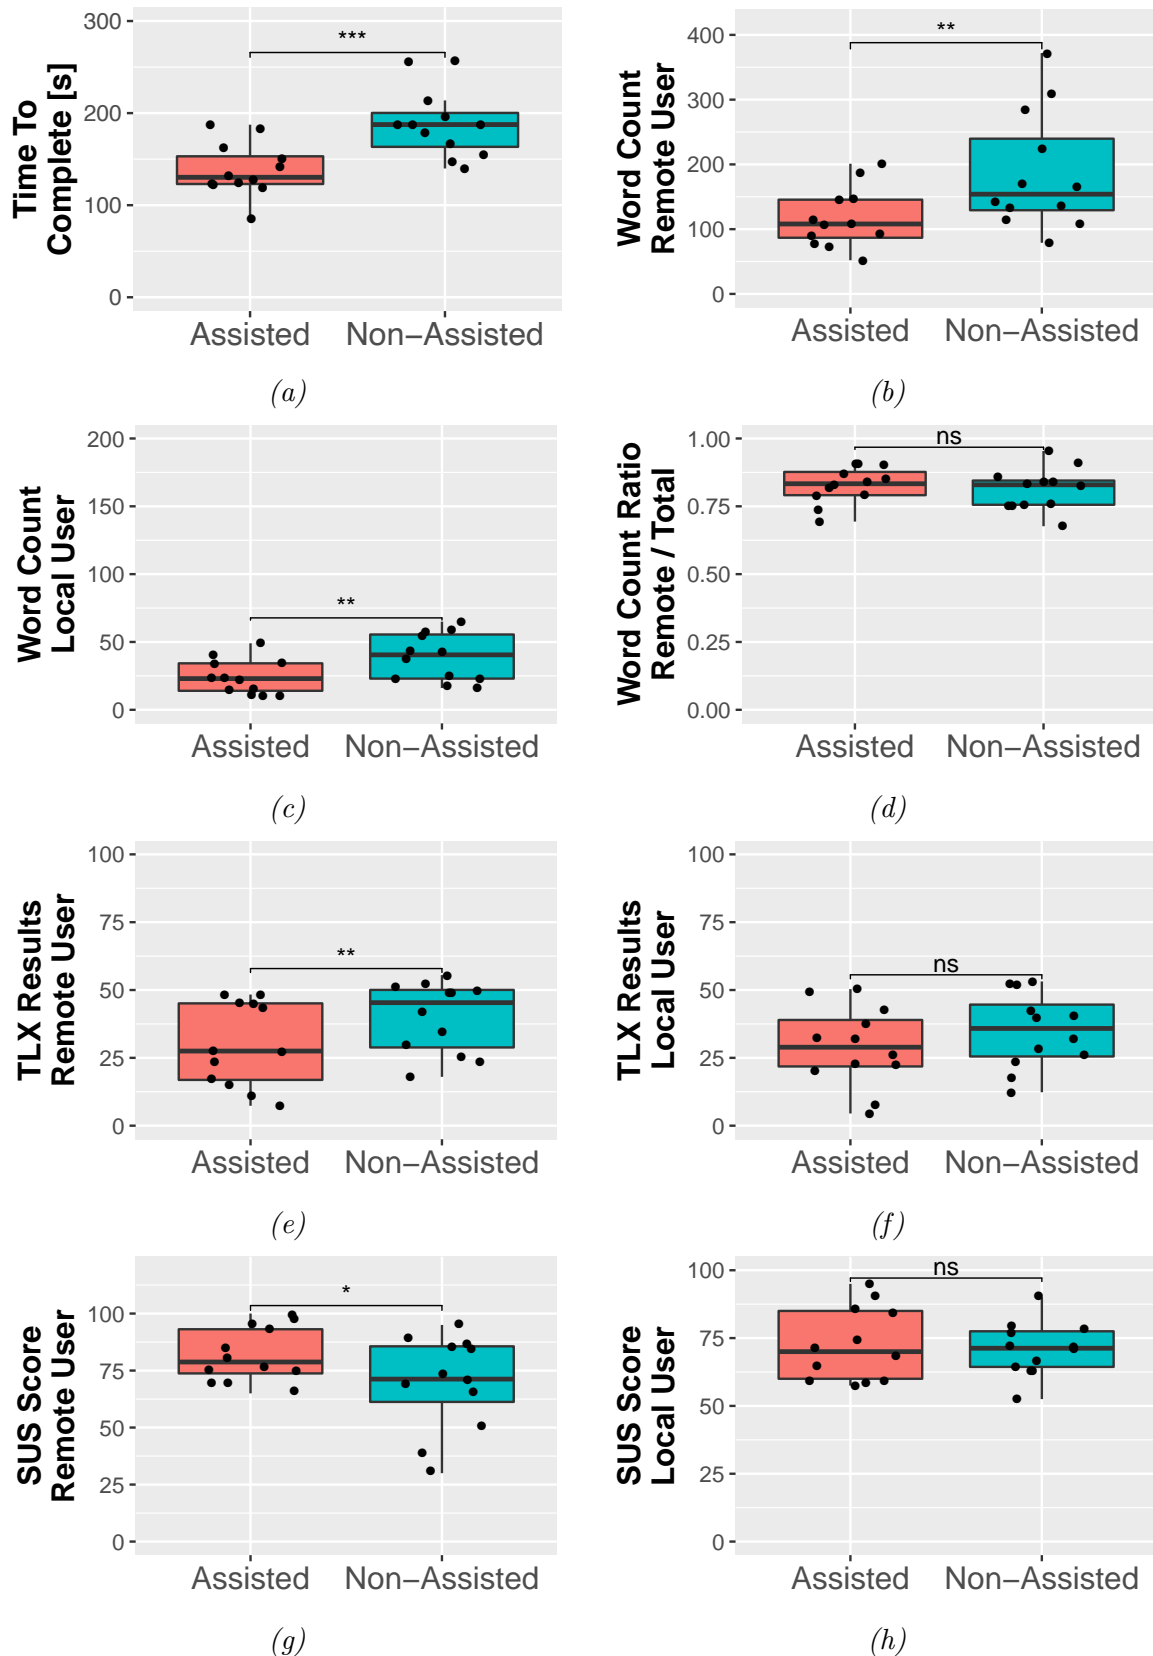 Time To
Complete [s]
300
200
100
0
***
Assisted Non−Assisted
(a)
Word Count
Remote User
400
300
200
100
0
**
Assisted Non−Assisted
(b)
Word Count
Local User
200
150
100
50
0
**
Assisted Non−Assisted
(c)
Word Count Ratio
Remote / Total
1.00
0.75
0.50
0.25
0.00
ns
Assisted Non−Assisted
(d)
TLX Results
Remote User
100
75
50
25
0
**
Assisted Non−Assisted
(e)
TLX Results
Local User
100
75
50
25
0
ns
Assisted Non−Assisted
(f)
SUS Score
Remote User
100
75
50
25
0
*
Assisted Non−Assisted
(g)
SUS Score
Local User
100
75
50
25
0
ns
Assisted Non−Assisted
(h)